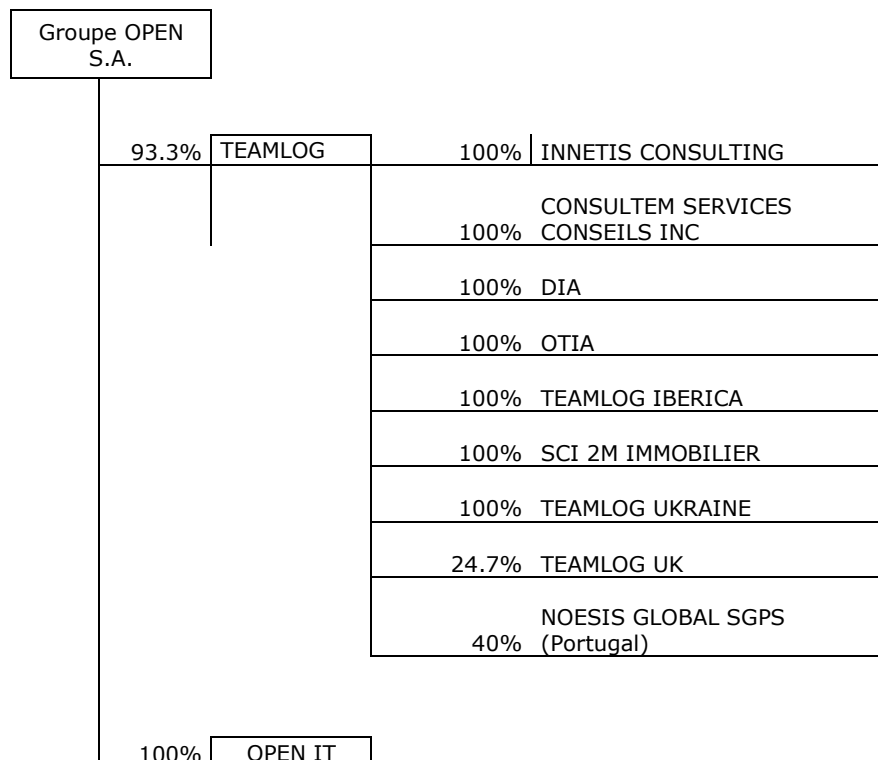 Groupe OPEN
S.A.
93.3% TEAMLOG 100% INNETIS CONSULTING
CONSULTEM SERVICES
100% CONSEILS INC
100% DIA
100% OTIA
100% TEAMLOG IBERICA
100% SCI 2M IMMOBILIER
100% TEAMLOG UKRAINE
24.7% TEAMLOG UK
NOESIS GLOBAL SGPS
40% (Portugal)
100% OPEN IT